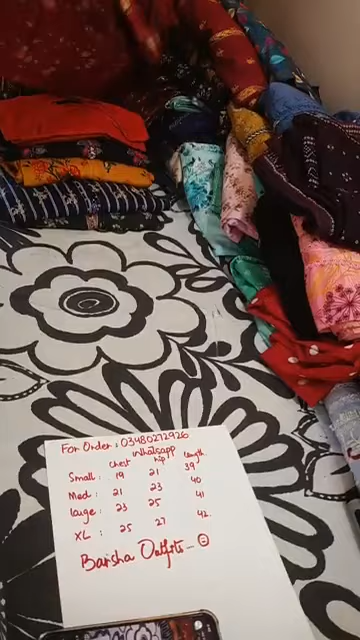 For Order : 03480272926
whatsapp
chest hip length
Small : 19 21 39
Med : 21 23 40
large : 23 25 41
XL : 25 27 42
Barisha Outfits